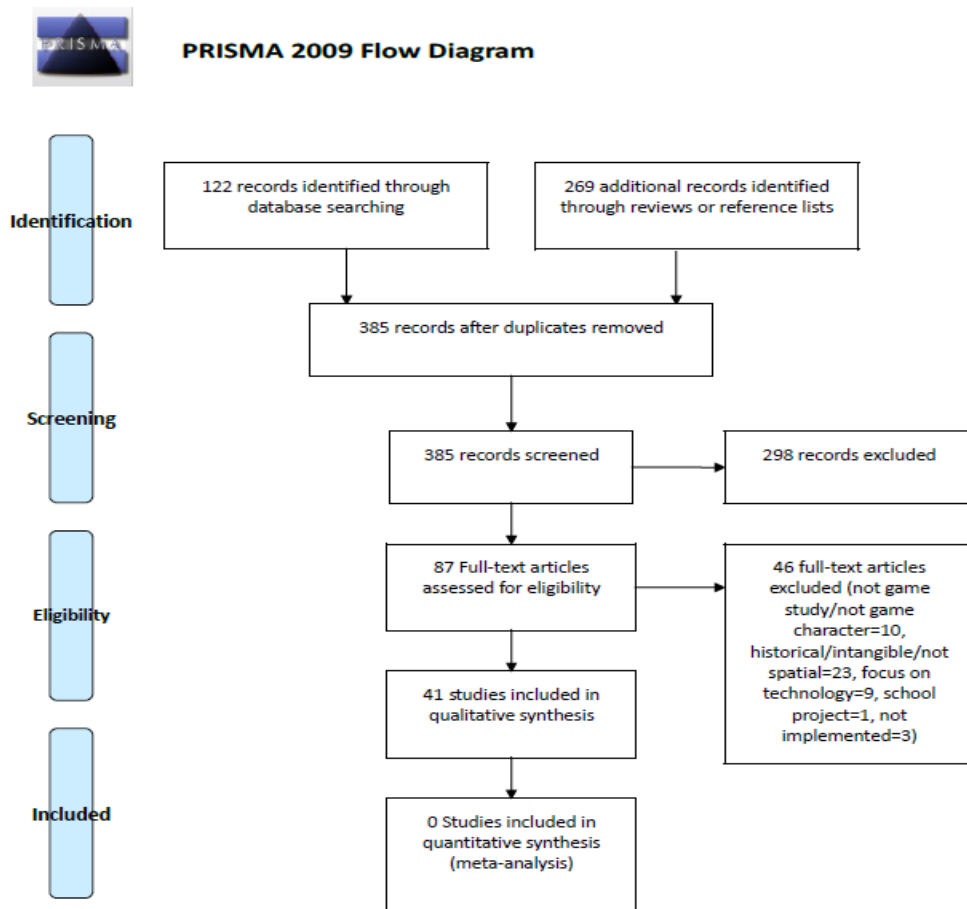 PRISMA
PRISMA 2009 Flow Diagram
Identification
122 records identified through
database searching
269 additional records identified
through reviews or reference lists
385 records after duplicates removed
Screening
385 records screened
298 records excluded
Eligibility
87 Full-text articles
assessed for eligibility
46 full-text articles
excluded (not game
study/not game
character=10,
historical/intangible/not
spatial=23, focus on
technology=9, school
project=1, not
implemented=3)
41 studies included in
qualitative synthesis
Included
0 Studies included in
quantitative synthesis
(meta-analysis)